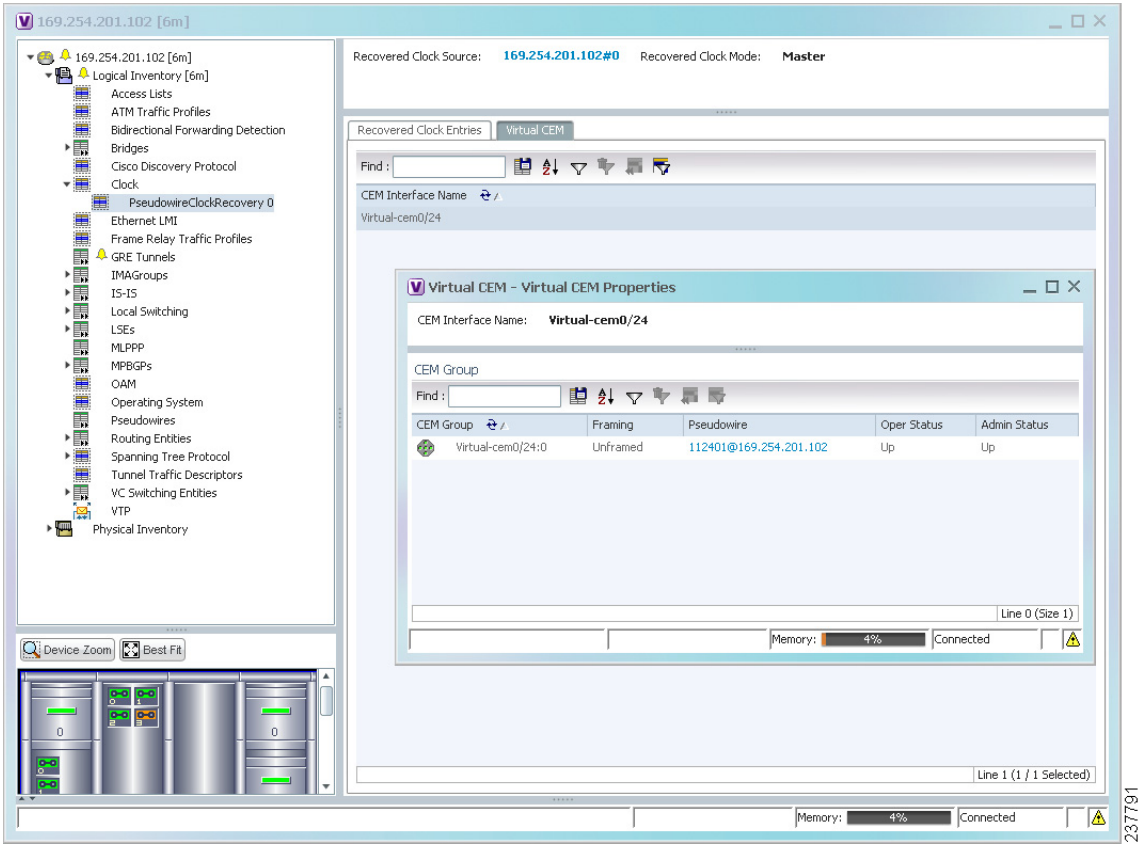 V 169.254.201.102 [6m]
169.254.201.102 [6m]
Logical Inventory [6m]
Access Lists
ATM Traffic Profiles
Bidirectional Forwarding Detection
Bridges
Cisco Discovery Protocol
Clock
PseudowireClockRecovery 0
Ethernet LMI
Frame Relay Traffic Profiles
GRE Tunnels
IMAGroups
IS-IS
Local Switching
LSEs
MLPPP
MPBGPs
OAM
Operating System
Pseudowires
Routing Entities
Spanning Tree Protocol
Tunnel Traffic Descriptors
VC Switching Entities
VTP
Physical Inventory
Device Zoom Best Fit
0 0 1 2 3 0
0 1
Recovered Clock Source: 169.254.201.102#0 Recovered Clock Mode: Master
Recovered Clock Entries Virtual CEM
Find :
CEM Interface Name
Virtual-cem0/24
V Virtual CEM - Virtual CEM Properties
CEM Interface Name: Virtual-cem0/24
CEM Group
Find :
CEM Group Framing Pseudowire Oper Status Admin Status
Virtual-cem0/24:0 Unframed 112401@169.254.201.102 Up Up
Line 0 (Size 1)
Memory: 4% Connected
Line 1 (1 / 1 Selected)
Memory: 4% Connected
237791